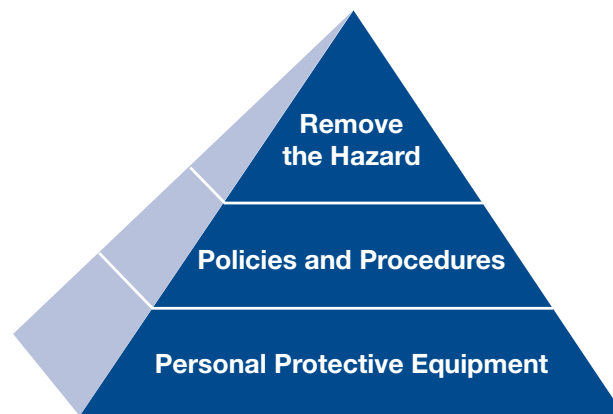 Remove
the Hazard
Policies and Procedures
Personal Protective Equipment